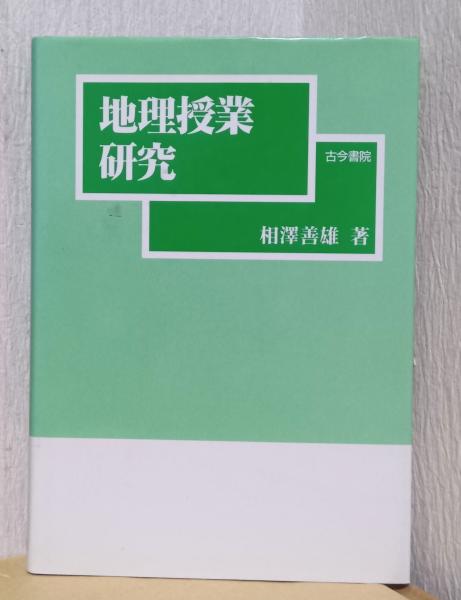 地理授業
研究
古今書院
相澤善雄 著